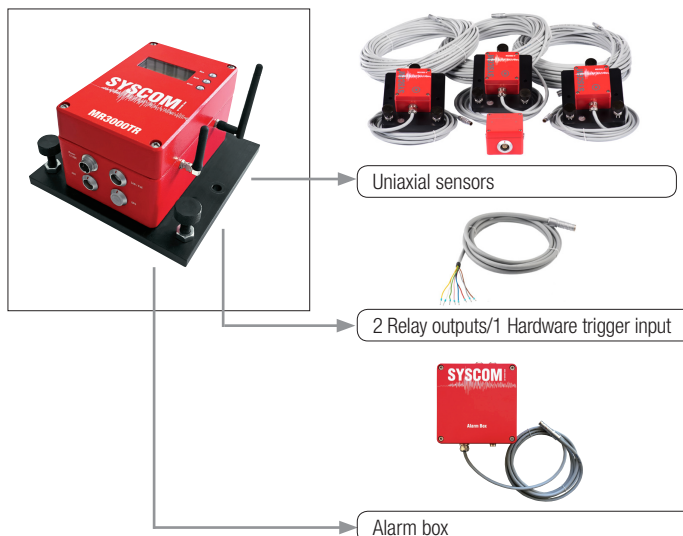 SYSCOM
MR3000TR
Uniaxial sensors
2 Relay outputs/1 Hardware trigger input
SYSCOM
Alarm Box
Alarm box